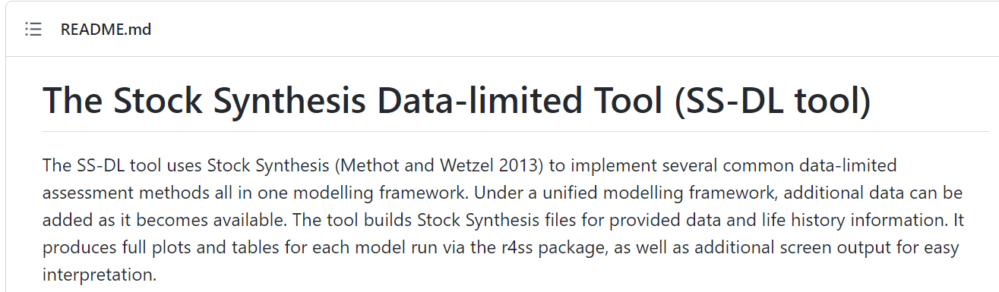 README.md
The Stock Synthesis Data-limited Tool (SS-DL tool)
The SS-DL tool uses Stock Synthesis (Methot and Wetzel 2013) to implement several common data-limited
assessment methods all in one modelling framework. Under a unified modelling framework, additional data can be
added as it becomes available. The tool builds Stock Synthesis files for provided data and life history information. It
produces full plots and tables for each model run via the r4ss package, as well as additional screen output for easy
interpretation.